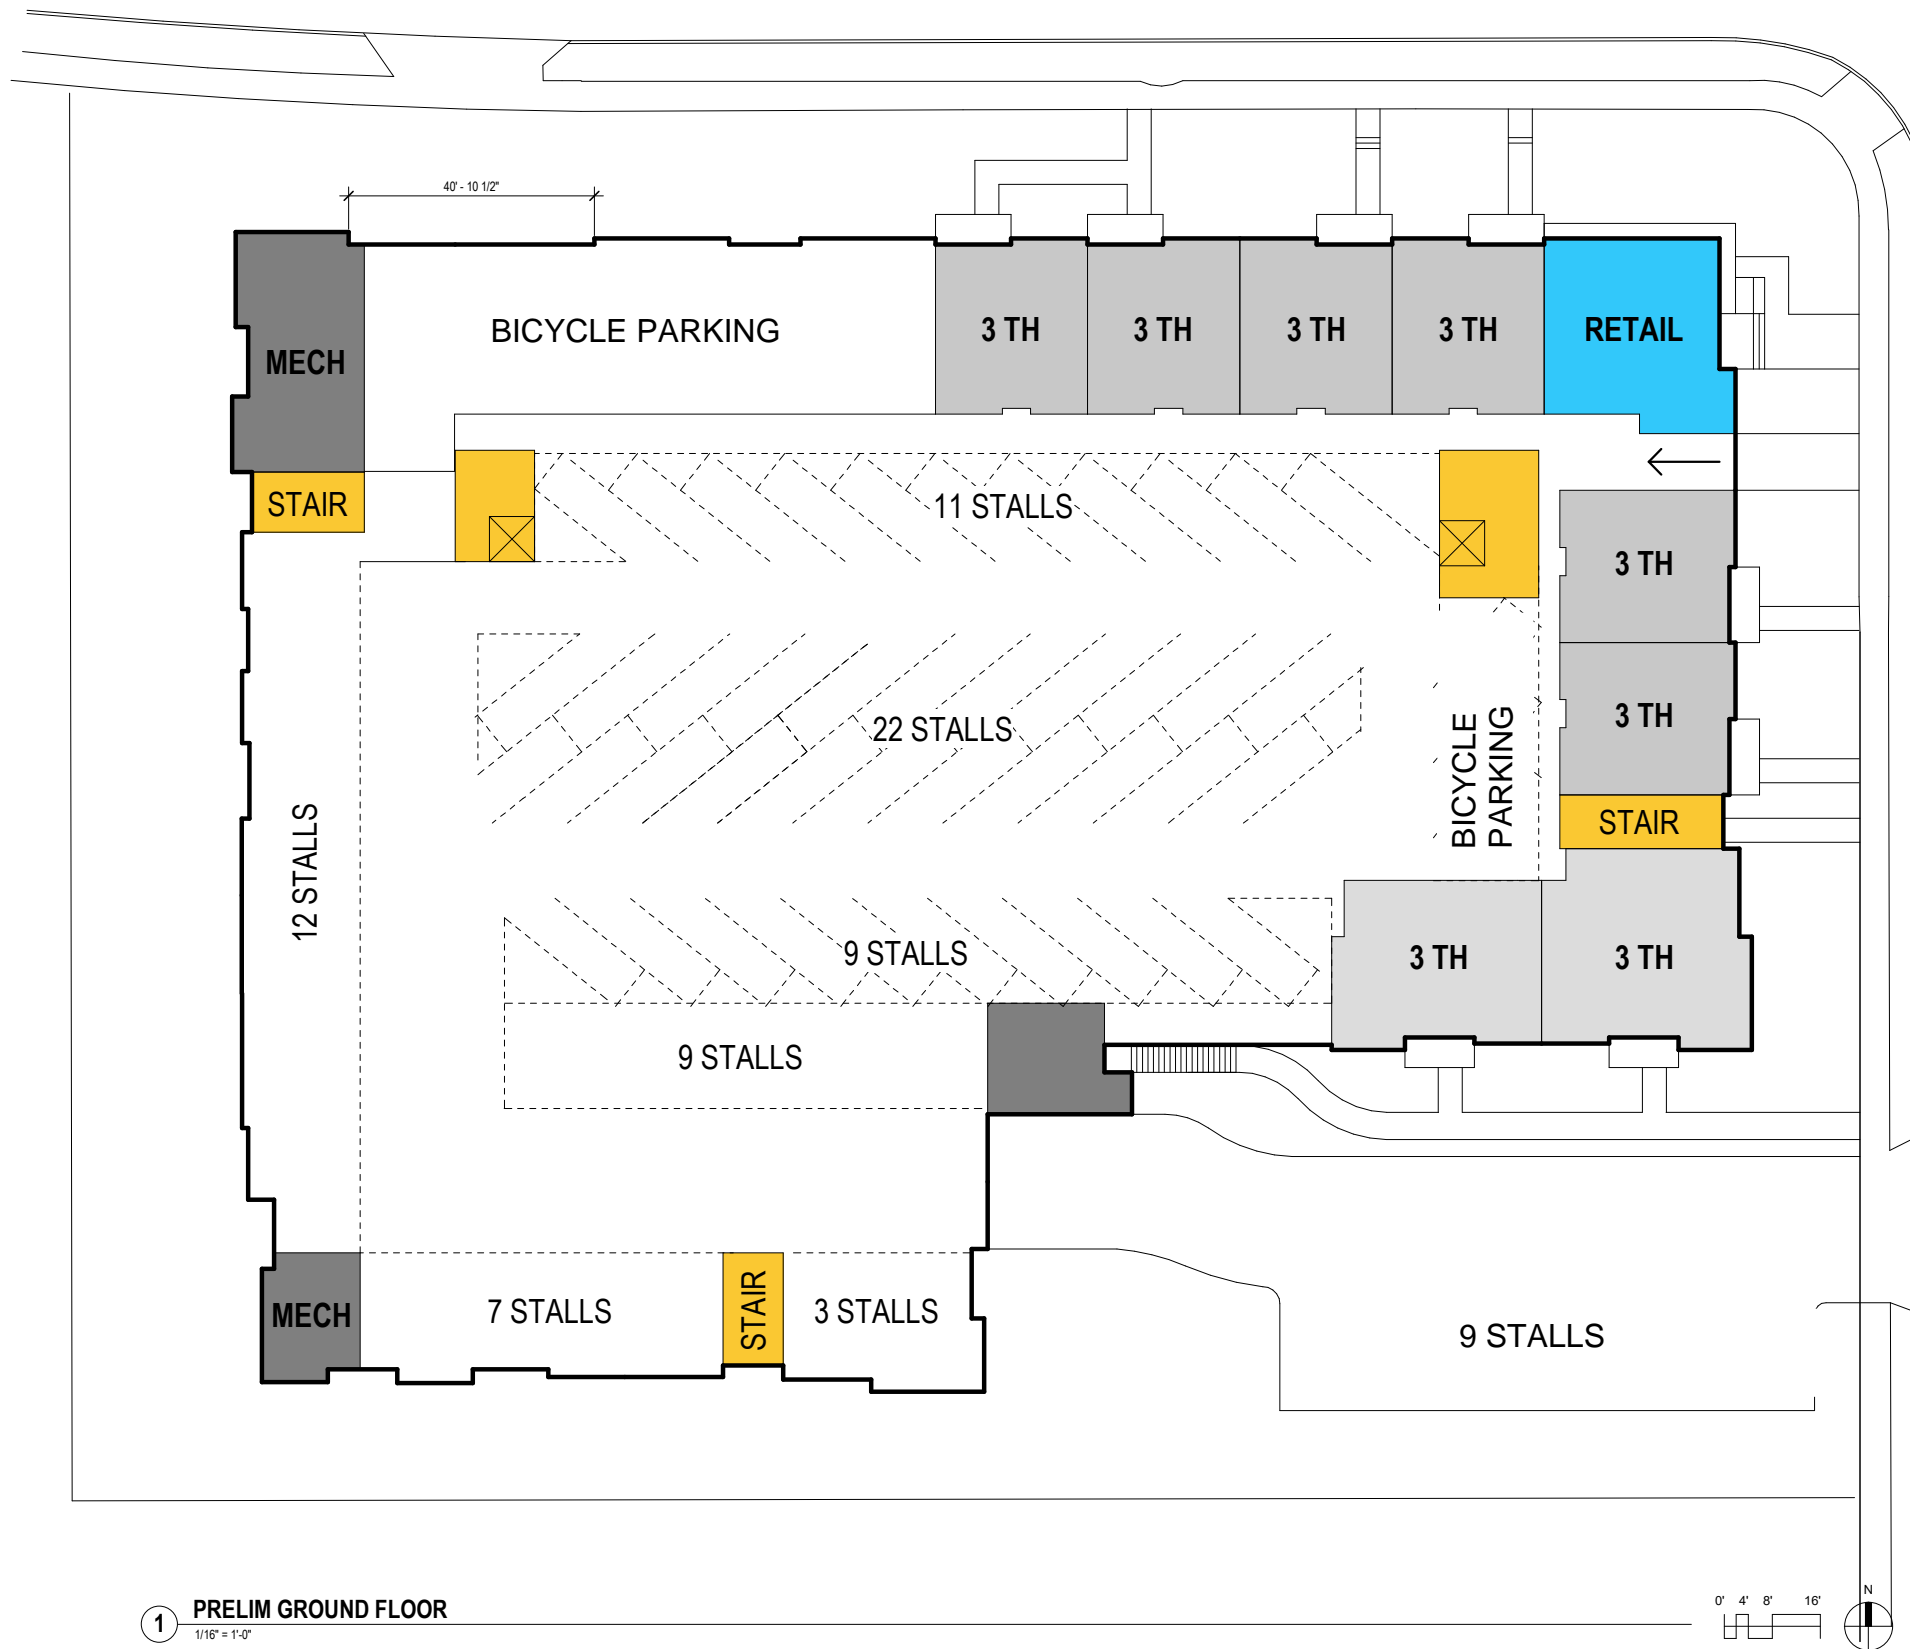 40' - 10 1/2"
BICYCLE PARKING
3 TH
3 TH
3 TH
3 TH
RETAIL
MECH
STAIR
11 STALLS
3 TH
3 TH
22 STALLS
BICYCLE
PARKING
STAIR
12 STALLS
9 STALLS
3 TH
3 TH
9 STALLS
MECH
7 STALLS
STAIR
3 STALLS
9 STALLS
1
PRELIM GROUND FLOOR
1/16" = 1'-0"
0' 4' 8' 16'
N